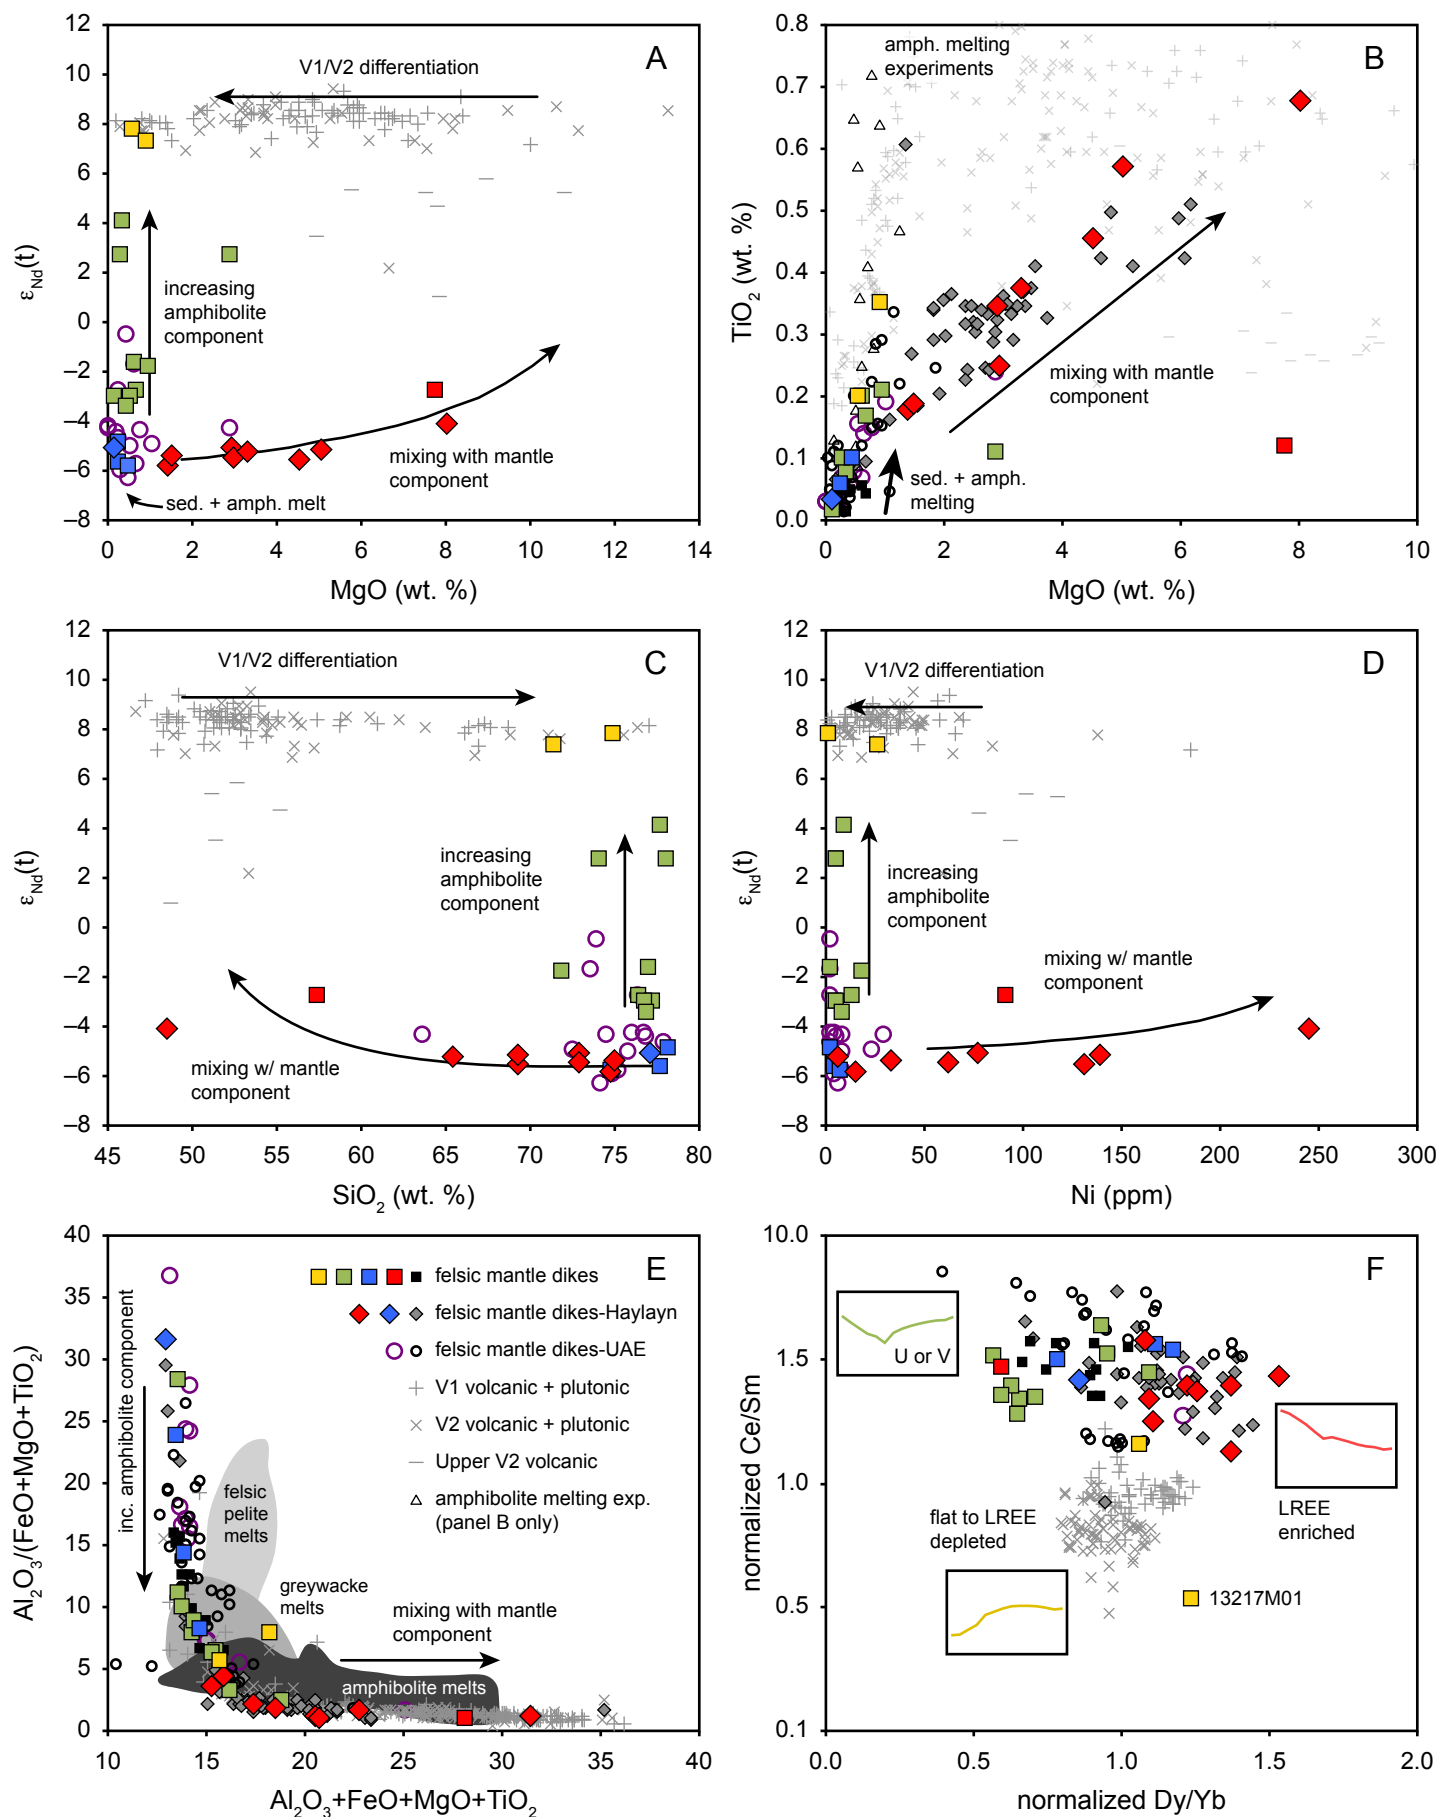 12
10
8
6
4
2
0
–2
–4
–6
–8
ε_Nd(t)
A
V1/V2 differentiation
increasing
amphibolite
component
mixing with mantle
component
sed. + amph. melt
0 2 4 6 8 10 12 14
MgO (wt. %)
0.8
0.7
0.6
0.5
0.4
0.3
0.2
0.1
0.0
TiO₂ (wt. %)
B
amph. melting
experiments
mixing with mantle
component
sed. + amph.
melting
0 2 4 6 8 10
MgO (wt. %)
12
10
8
6
4
2
0
–2
–4
–6
–8
ε_Nd(t)
C
V1/V2 differentiation
increasing
amphibolite
component
mixing w/ mantle
component
45 50 55 60 65 70 75 80
SiO₂ (wt. %)
12
10
8
6
4
2
0
–2
–4
–6
–8
ε_Nd(t)
D
V1/V2 differentiation
increasing
amphibolite
component
mixing w/ mantle
component
0 50 100 150 200 250 300
Ni (ppm)
40
35
30
25
20
15
10
5
0
Al₂O₃/(FeO+MgO+TiO₂)
E
felsic mantle dikes
felsic mantle dikes-Haylayn
felsic mantle dikes-UAE
V1 volcanic + plutonic
V2 volcanic + plutonic
Upper V2 volcanic
amphibolite melting exp.
(panel B only)
inc. amphibolite component
felsic
pelite
melts
greywacke
melts
mixing with mantle
component
amphibolite melts
10 15 20 25 30 35 40
Al₂O₃+FeO+MgO+TiO₂
10.0
1.5
1.0
0.5
0.1
normalized Ce/Sm
F
U or V
LREE
enriched
flat to LREE
depleted
13217M01
0.0 0.5 1.0 1.5 2.0
normalized Dy/Yb